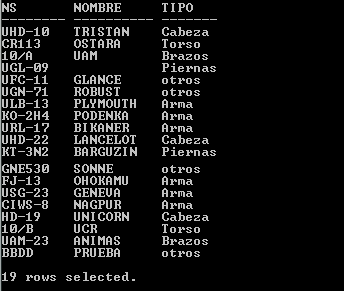 NS NOMBRE TIPO
-------- -------- --------
UHD-10 TRISTAN Cabeza
CR113 OSTARA Torso
10/A UAM Brazos
UGL-09 Piernas
UFC-11 GLANCE otros
UGN-71 ROBUST otros
ULB-13 PLYMOUTH Arma
KO-2H4 PODENKA Arma
URL-17 BIKANER Arma
UHD-22 LANCELOT Cabeza
KT-3N2 BARGUZIN Piernas
GNE530 SONNE otros
FJ-13 OHOKAMU Arma
USG-23 GENEVA Arma
CIWS-8 NAGPUR Arma
HD-19 UNICORN Cabeza
10/B UCR Torso
UAM-23 ANIMAS Brazos
BBDD PRUEBA otros
19 rows selected.